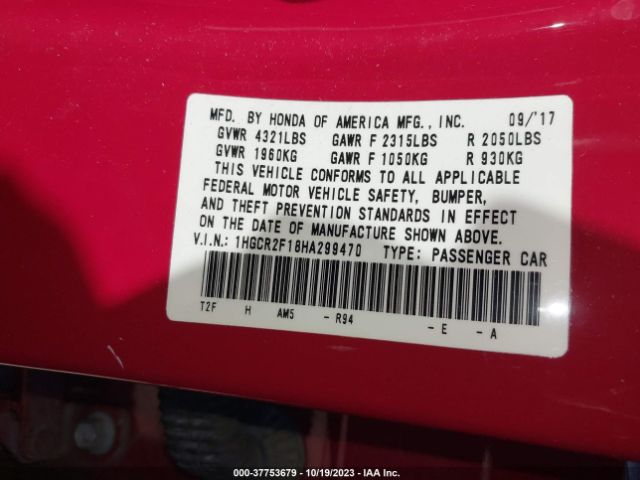 MFD. BY HONDA OF AMERICA MFG., INC. 09/'17
GVWR 4321LBS GAWR F 2315LBS R 2050LBS
GVWR 1960KG GAWR F 1050KG R 930KG
THIS VEHICLE CONFORMS TO ALL APPLICABLE
FEDERAL MOTOR VEHICLE SAFETY, BUMPER,
AND THEFT PREVENTION STANDARDS IN EFFECT
ON THE DATE OF MANUFACTURE SHOWN ABOVE.
V.I.N.: 1HGCR2F18HA299470 TYPE: PASSENGER CAR
T2F H AM5 - R94 - E - A
000-37753679 - 10/19/2023 - IAA Inc.